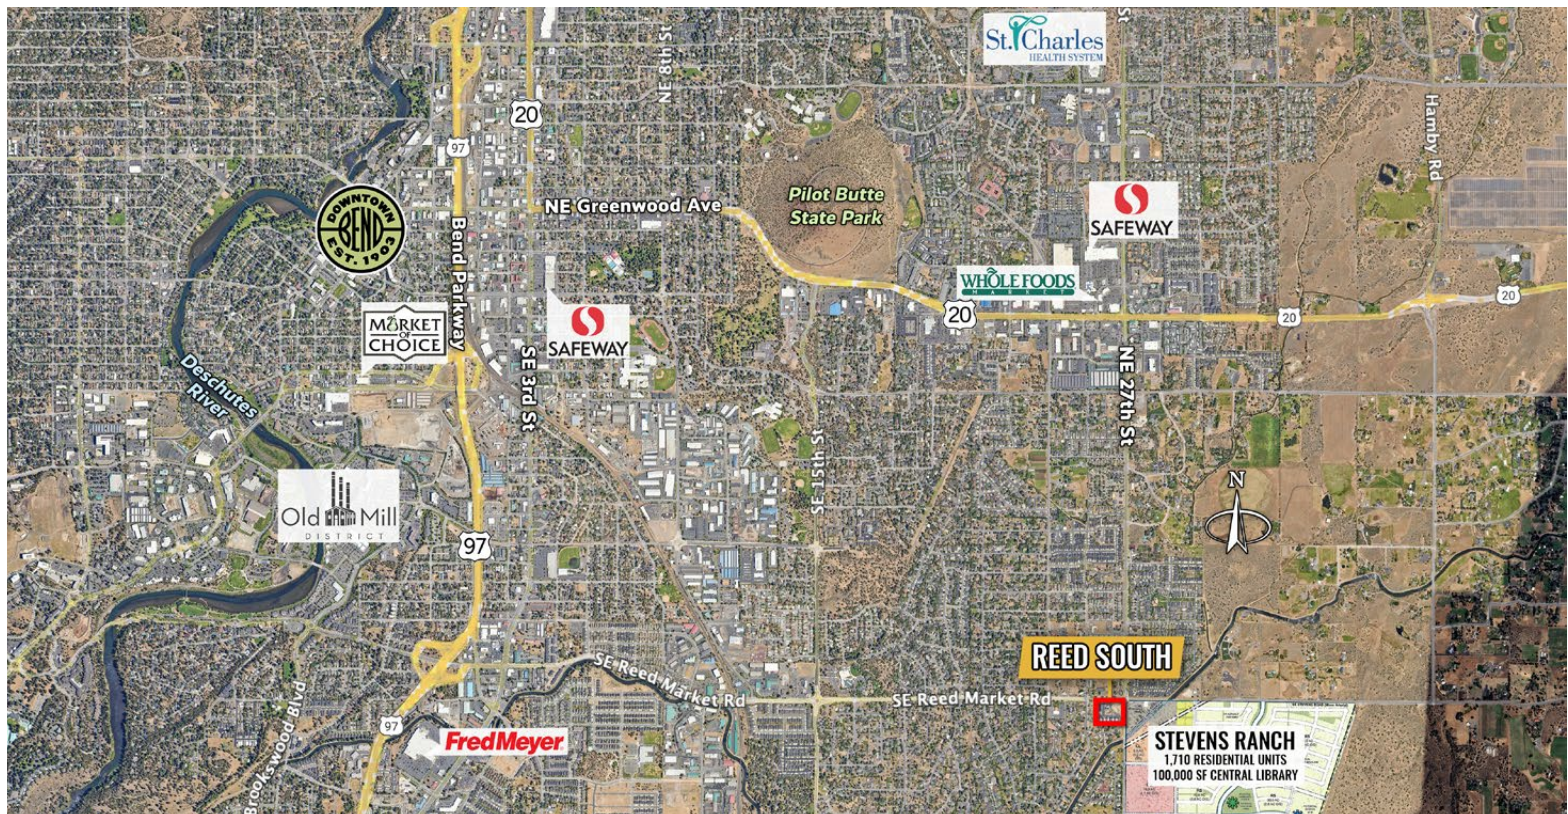 St. Charles
HEALTH SYSTEM
St
NE 8th St
20
97
Hamby Rd
DOWNTOWN
BEND
EST. 1903
NE Greenwood Ave
Pilot Butte
State Park
SAFEWAY
Bend Parkway
WHOLE FOODS
MARKET
20
20
20
MARKET
OF
CHOICE
SAFEWAY
SE 3rd St
NE 27th St
Deschutes
River
SE 15th St
N
Old Mill
DISTRICT
97
REED SOUTH
SE Reed Market Rd
SE Reed Market Rd
Brookswood Blvd
97
FredMeyer
STEVENS RANCH
1,710 RESIDENTIAL UNITS
100,000 SF CENTRAL LIBRARY